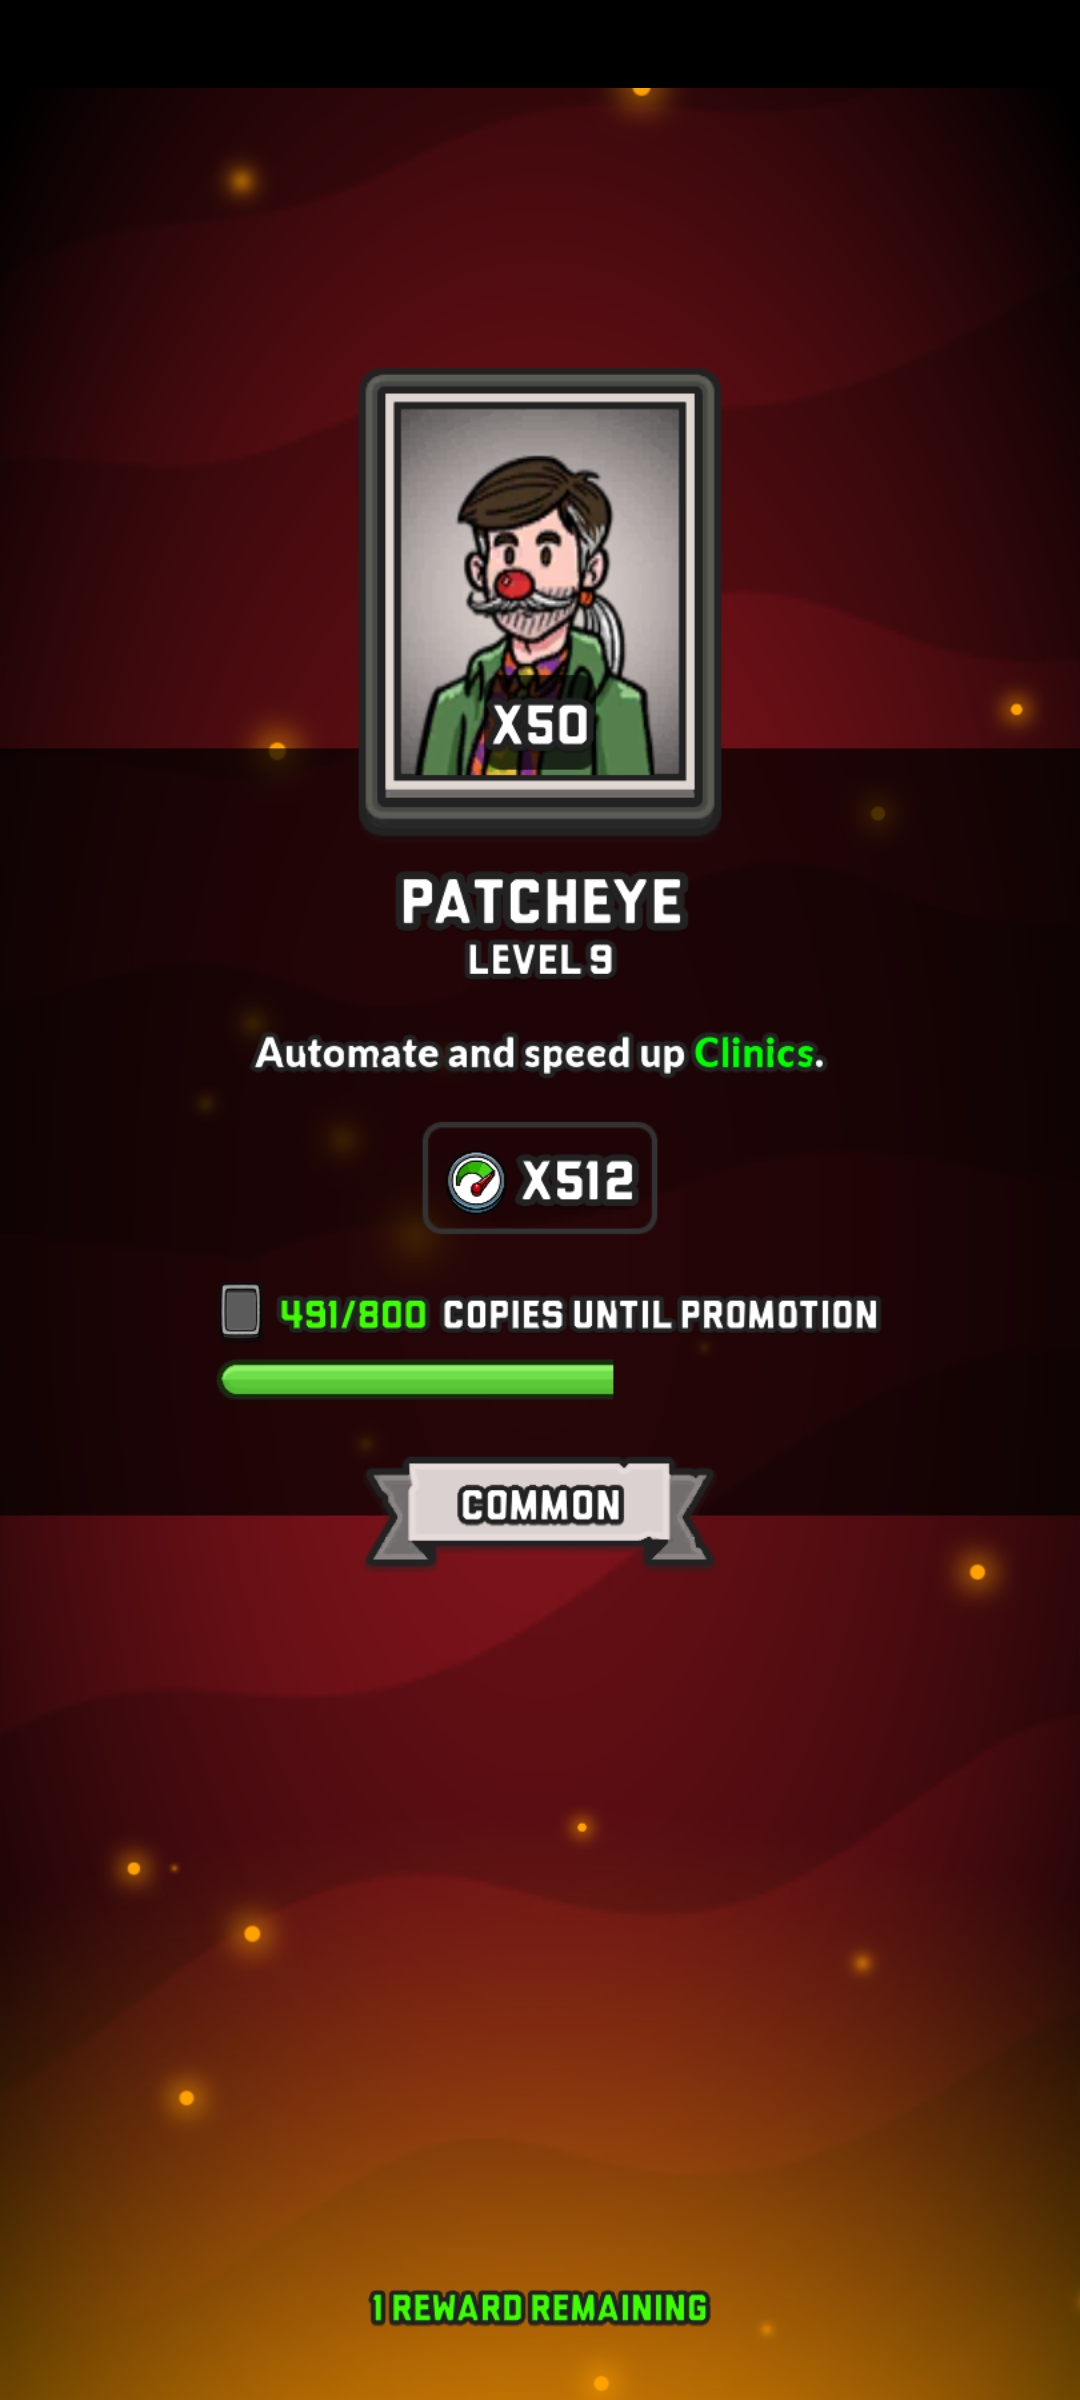 X50
PATCHEYE
LEVEL 9
Automate and speed up Clinics.
X512
491/800 COPIES UNTIL PROMOTION
COMMON
1 REWARD REMAINING